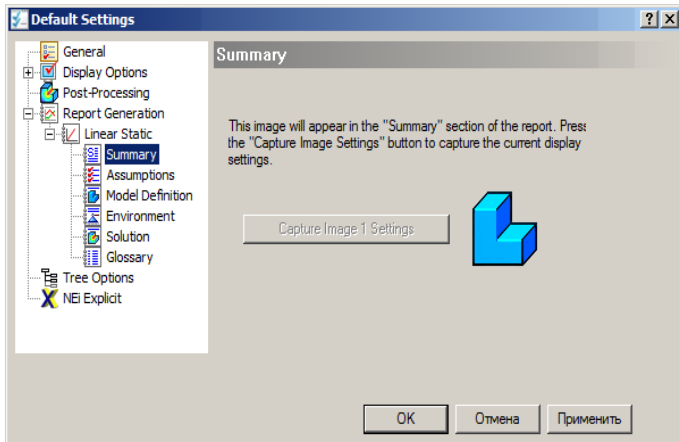 Default Settings
General
Display Options
Post-Processing
Report Generation
Linear Static
Summary
Assumptions
Model Definition
Environment
Solution
Glossary
Tree Options
NEi Explicit
Summary
This image will appear in the "Summary" section of the report. Press
the "Capture Image Settings" button to capture the current display
settings.
Capture Image 1 Settings
OK
Отмена
Применить